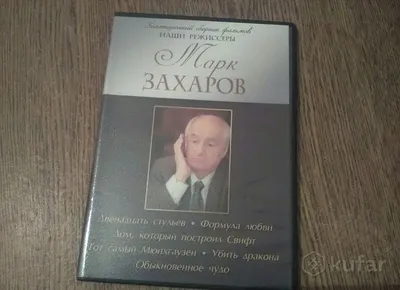 Коллекционный сборник фильмов
НАШИ РЕЖИССЕРЫ
Марк
ЗАХАРОВ
Двенадцать стульев • Формула любви
Дом, который построил Свифт
Тот самый Мюнхгаузен • Убить дракона
Обыкновенное чудо
kufar